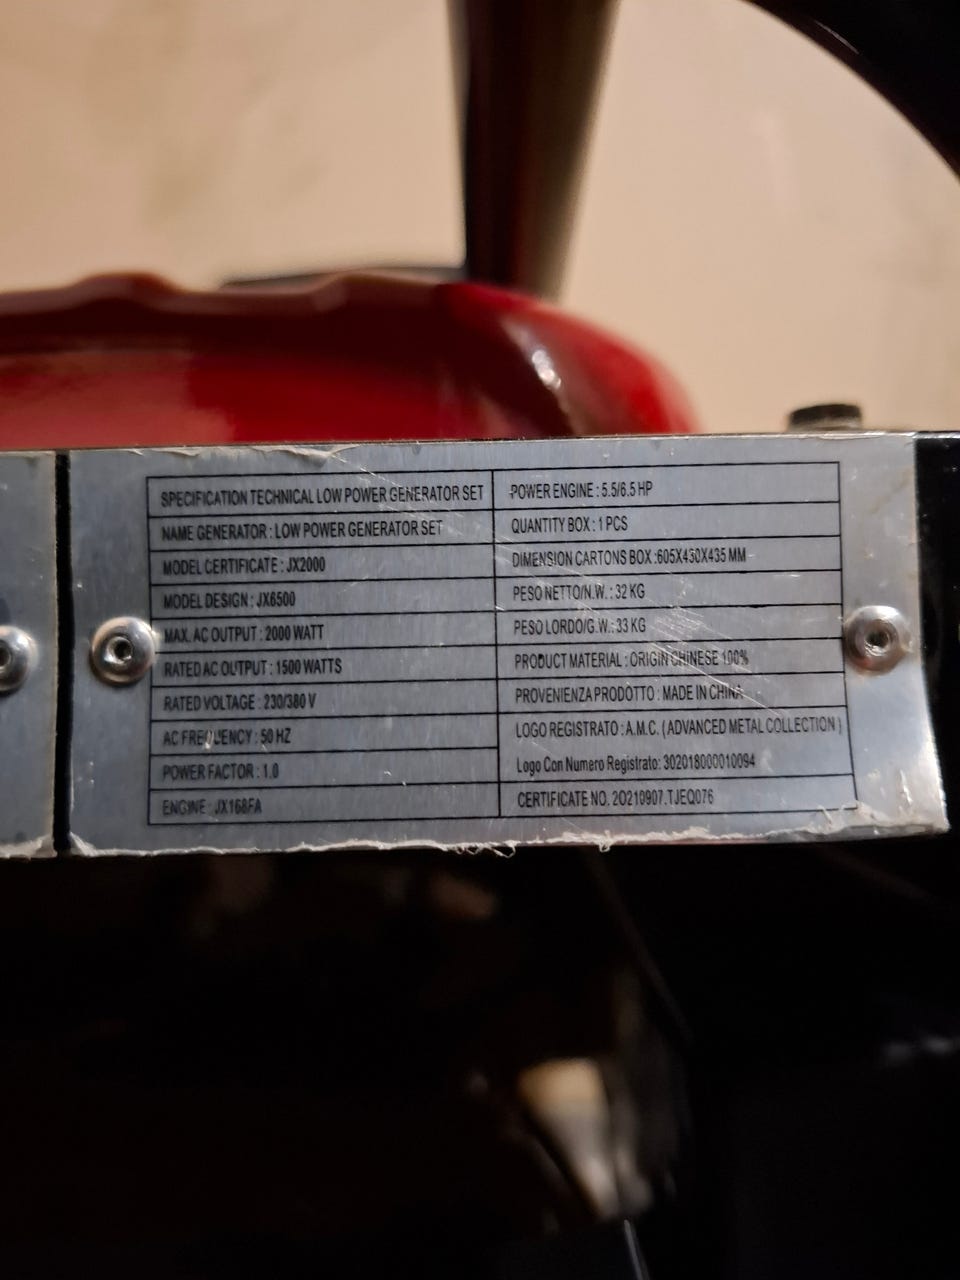 SPECIFICATION TECHNICAL LOW POWER GENERATOR SET
NAME GENERATOR : LOW POWER GENERATOR SET
MODEL CERTIFICATE : JX2000
MODEL DESIGN : JX6500
MAX. AC OUTPUT : 2000 WATT
RATED AC OUTPUT : 1500 WATTS
RATED VOLTAGE : 230/380 V
AC FREQUENCY : 50 HZ
POWER FACTOR : 1.0
ENGINE : JX168FA
POWER ENGINE : 5.5/6.5 HP
QUANTITY BOX : 1 PCS
DIMENSION CARTONS BOX :605X430X435 MM
PESO NETTO/N.W. : 32 KG
PESO LORDO/G.W. : 33 KG
PRODUCT MATERIAL : ORIGIN CHINESE 100%
PROVENIENZA PRODOTTO : MADE IN CHINA
LOGO REGISTRATO : A.M.C. ( ADVANCED METAL COLLECTION )
Logo Con Numero Registrato: 302018000010094
CERTIFICATE NO. 20210907.TJEQ076